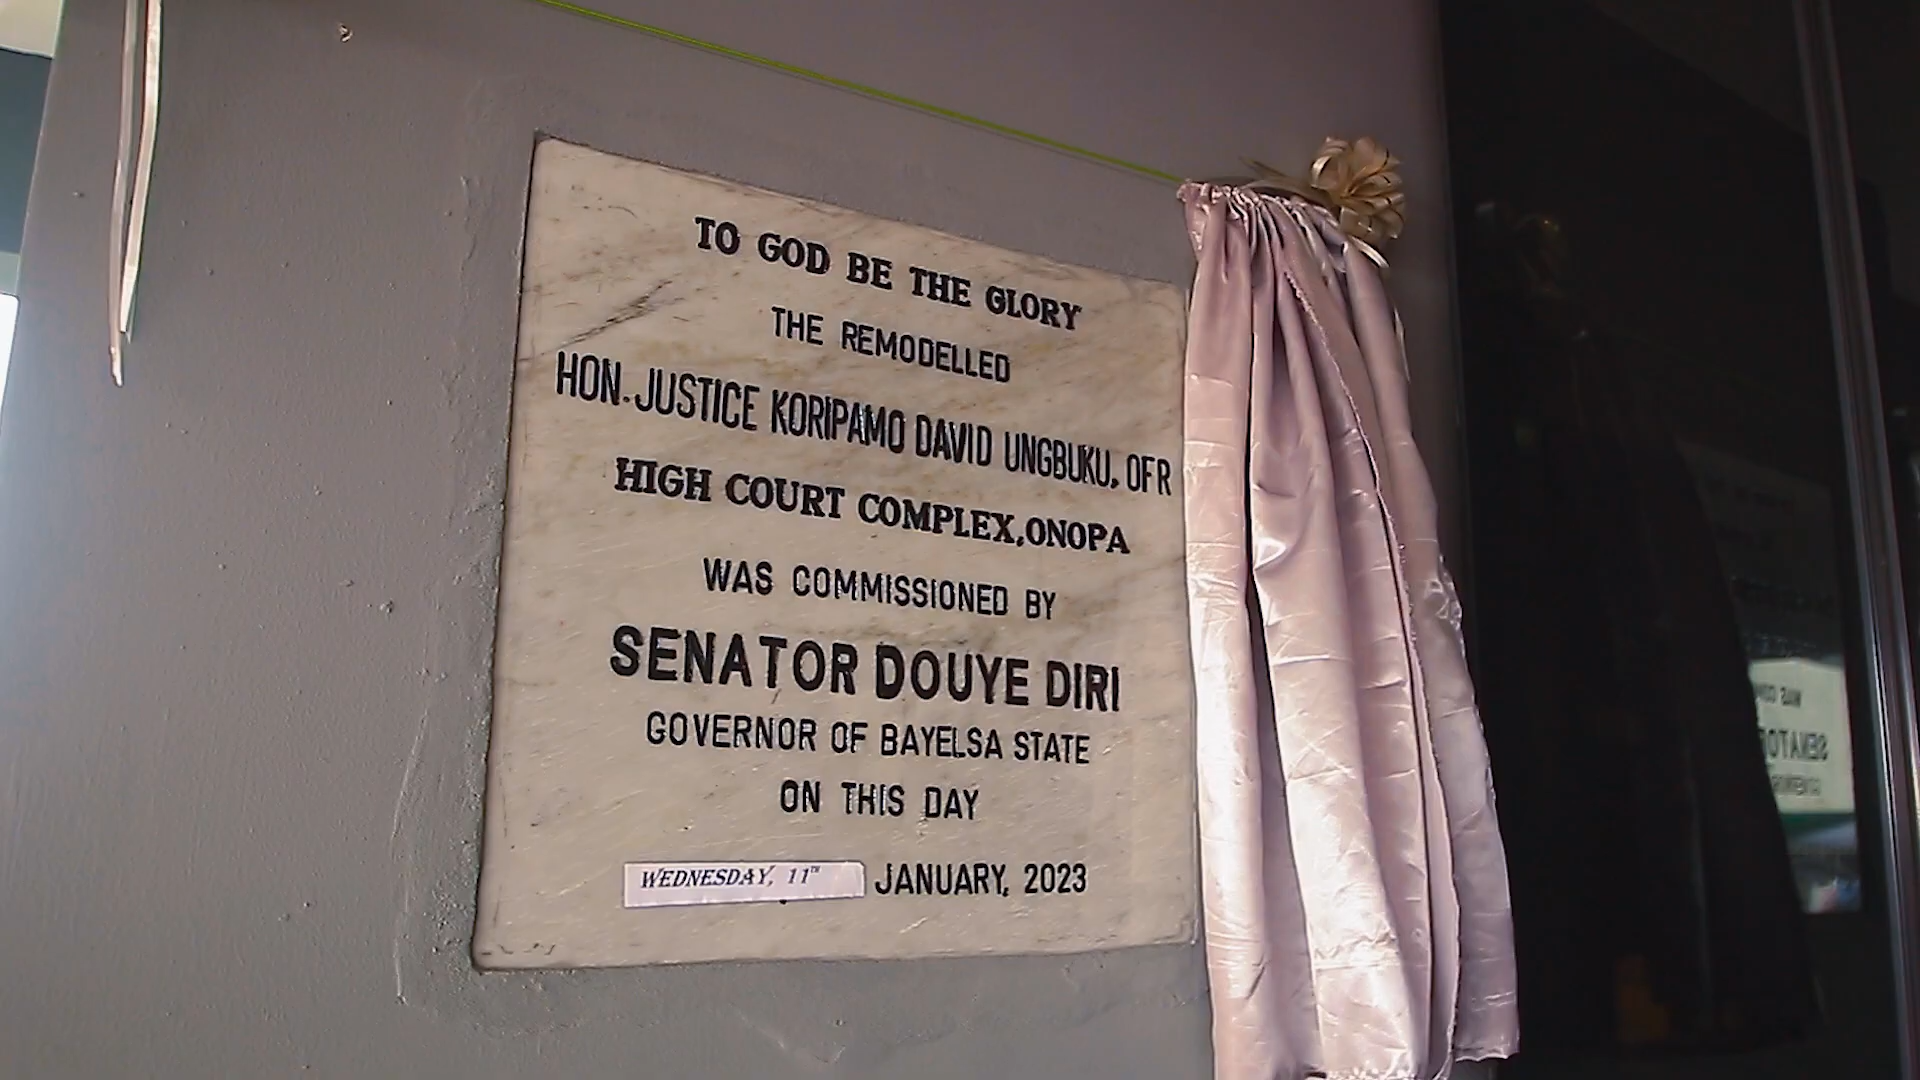 TO GOD BE THE GLORY
THE REMODELLED
HON. JUSTICE KORIPAMO DAVID UNGBUKU, OFR
HIGH COURT COMPLEX, ONOPA
WAS COMMISSIONED BY
SENATOR DOUYE DIRI
GOVERNOR OF BAYELSA STATE
ON THIS DAY
WEDNESDAY, 11TH JANUARY, 2023